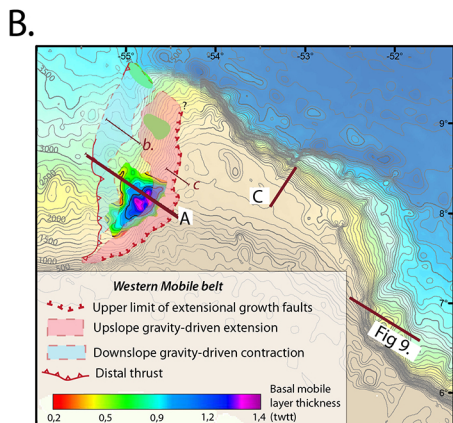 B.
-55° -54° -53° -52°
3500
?
9°
b.
3000
c
C
8°
A
2000
1500
1000
500
7°
Western Mobile belt
Upper limit of extensional growth faults
Fig 9.
Upslope gravity-driven extension
Downslope gravity-driven contraction
Distal thrust
6°
Basal mobile
layer thickness
(twtt)
0,2 0,5 0,9 1,2 1,4